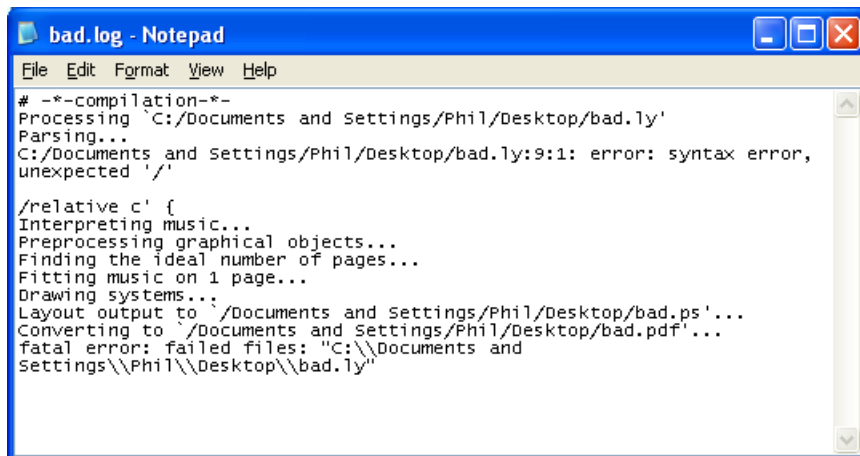 bad.log - Notepad
File Edit Format View Help
# -*-compilation-*-
Processing `C:/Documents and Settings/Phil/Desktop/bad.ly'
Parsing...
C:/Documents and Settings/Phil/Desktop/bad.ly:9:1: error: syntax error,
unexpected '/'

/relative c' {
Interpreting music...
Preprocessing graphical objects...
Finding the ideal number of pages...
Fitting music on 1 page...
Drawing systems...
Layout output to `/Documents and Settings/Phil/Desktop/bad.ps'...
Converting to `/Documents and Settings/Phil/Desktop/bad.pdf'...
fatal error: failed files: "C:\\Documents and
Settings\\Phil\\Desktop\\bad.ly"